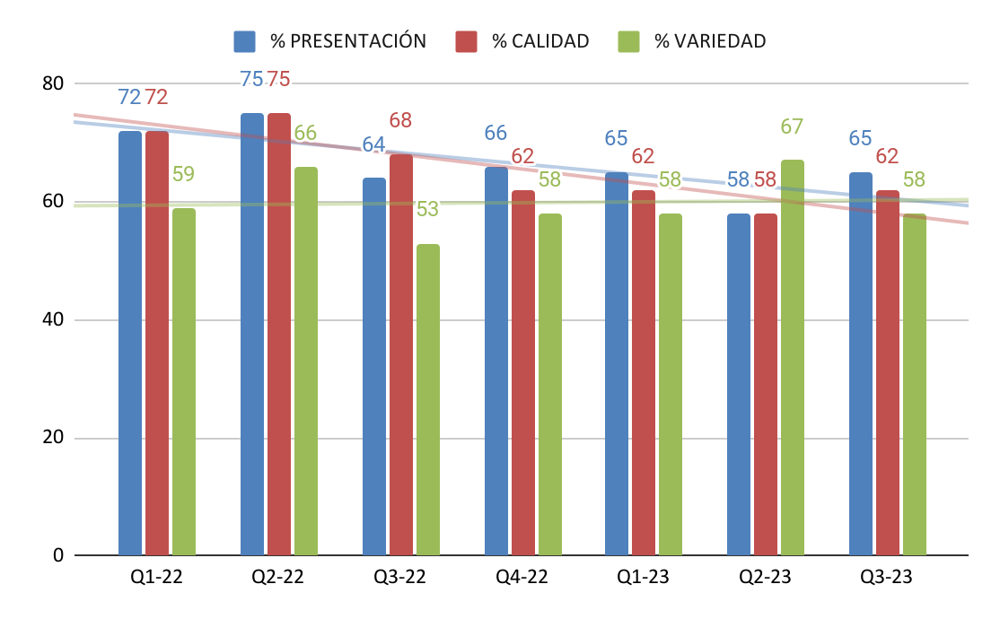 % PRESENTACIÓN % CALIDAD % VARIEDAD
80
60
40
20
0
72 72 59
75 75 66
64 68 53
66 62 58
65 62 58
58 58 67
65 62 58
Q1-22 Q2-22 Q3-22 Q4-22 Q1-23 Q2-23 Q3-23